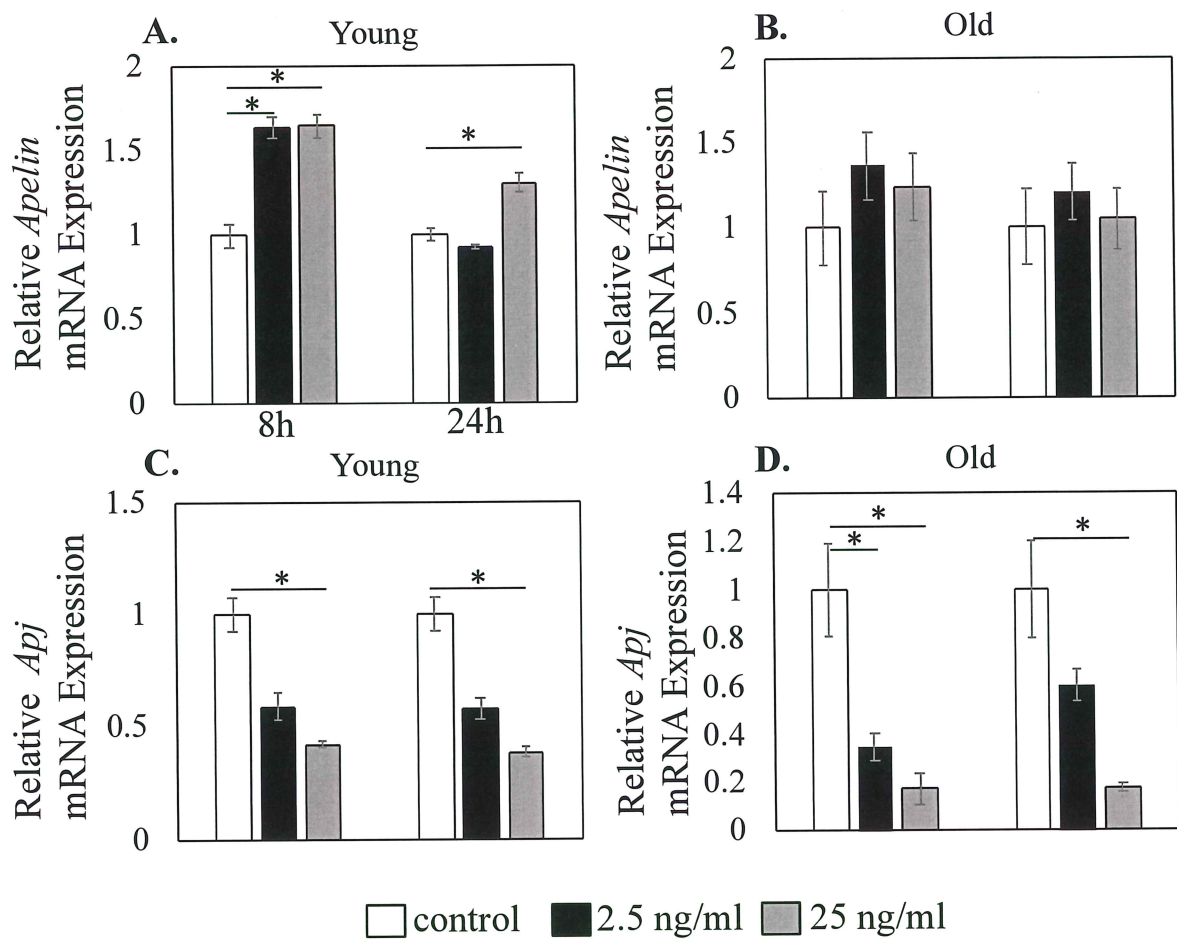 A. Young
2
1.5
1
0.5
0
Relative Apelin
mRNA Expression
* 
*
*
8h 24h
B. Old
2
1.5
1
0.5
0
Relative Apelin
mRNA Expression
C. Young
1.5
1
0.5
0
Relative Apj
mRNA Expression
*
*
D. Old
1.4
1.2
1
0.8
0.6
0.4
0.2
0
Relative Apj
mRNA Expression
*
*
*
control 2.5 ng/ml 25 ng/ml